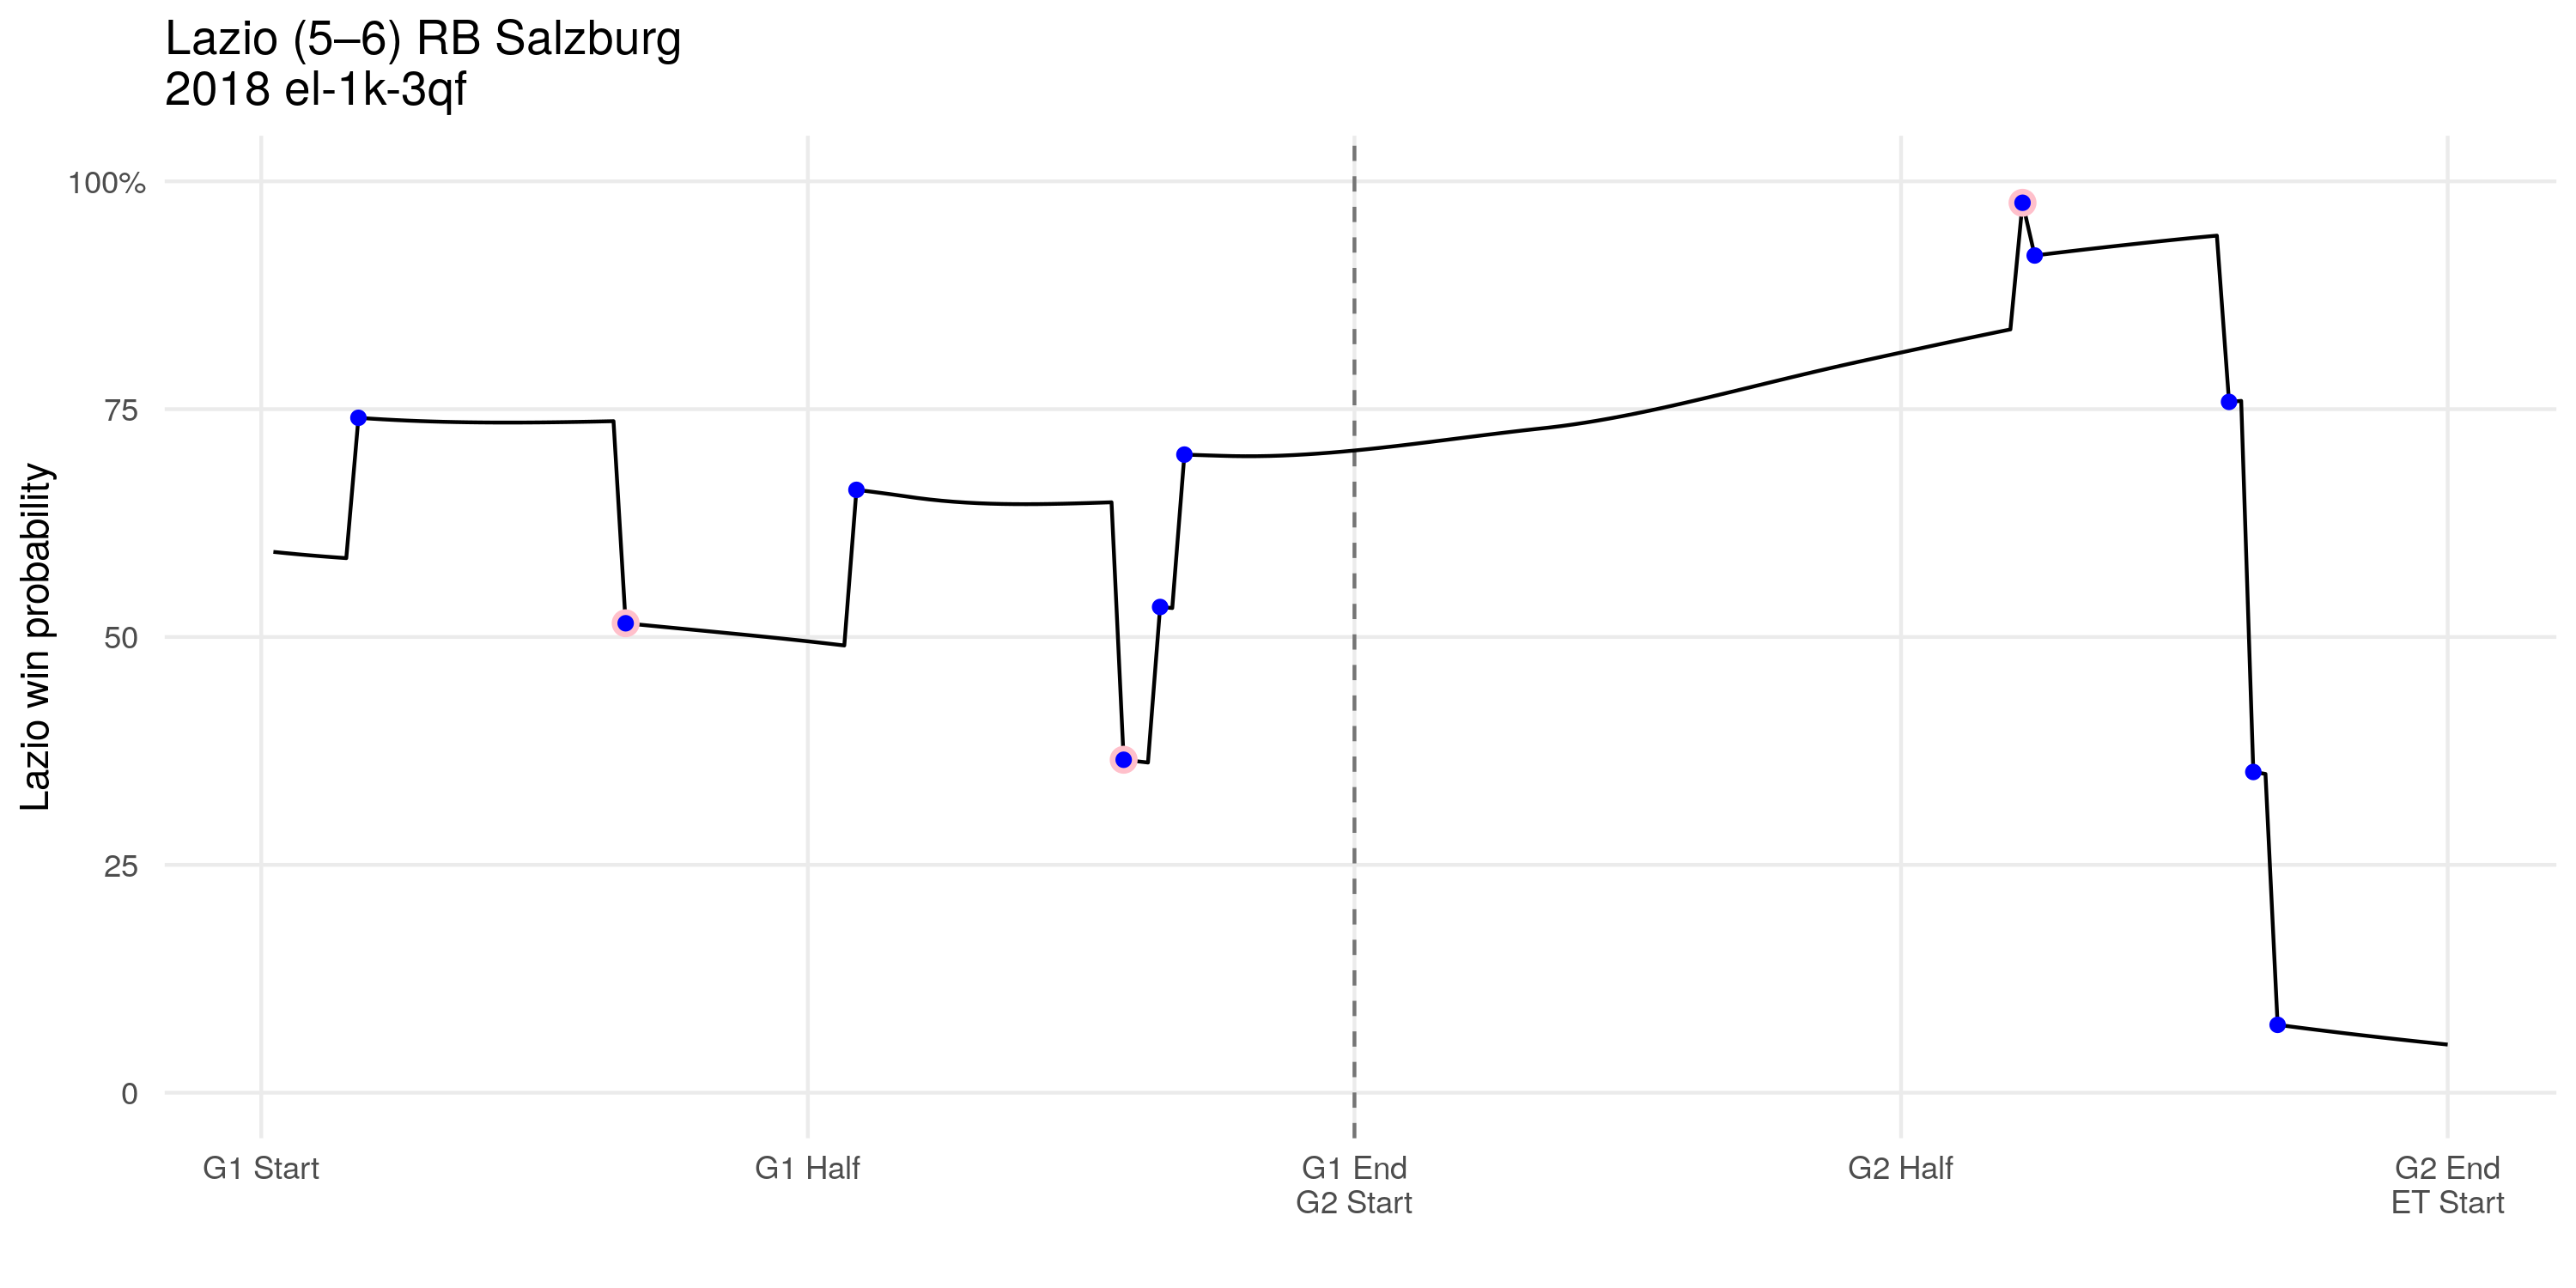 Lazio (5–6) RB Salzburg
2018 el-1k-3qf
Lazio win probability
100%
75
50
25
0
G1 Start
G1 Half
G1 End
G2 Start
G2 Half
G2 End
ET Start